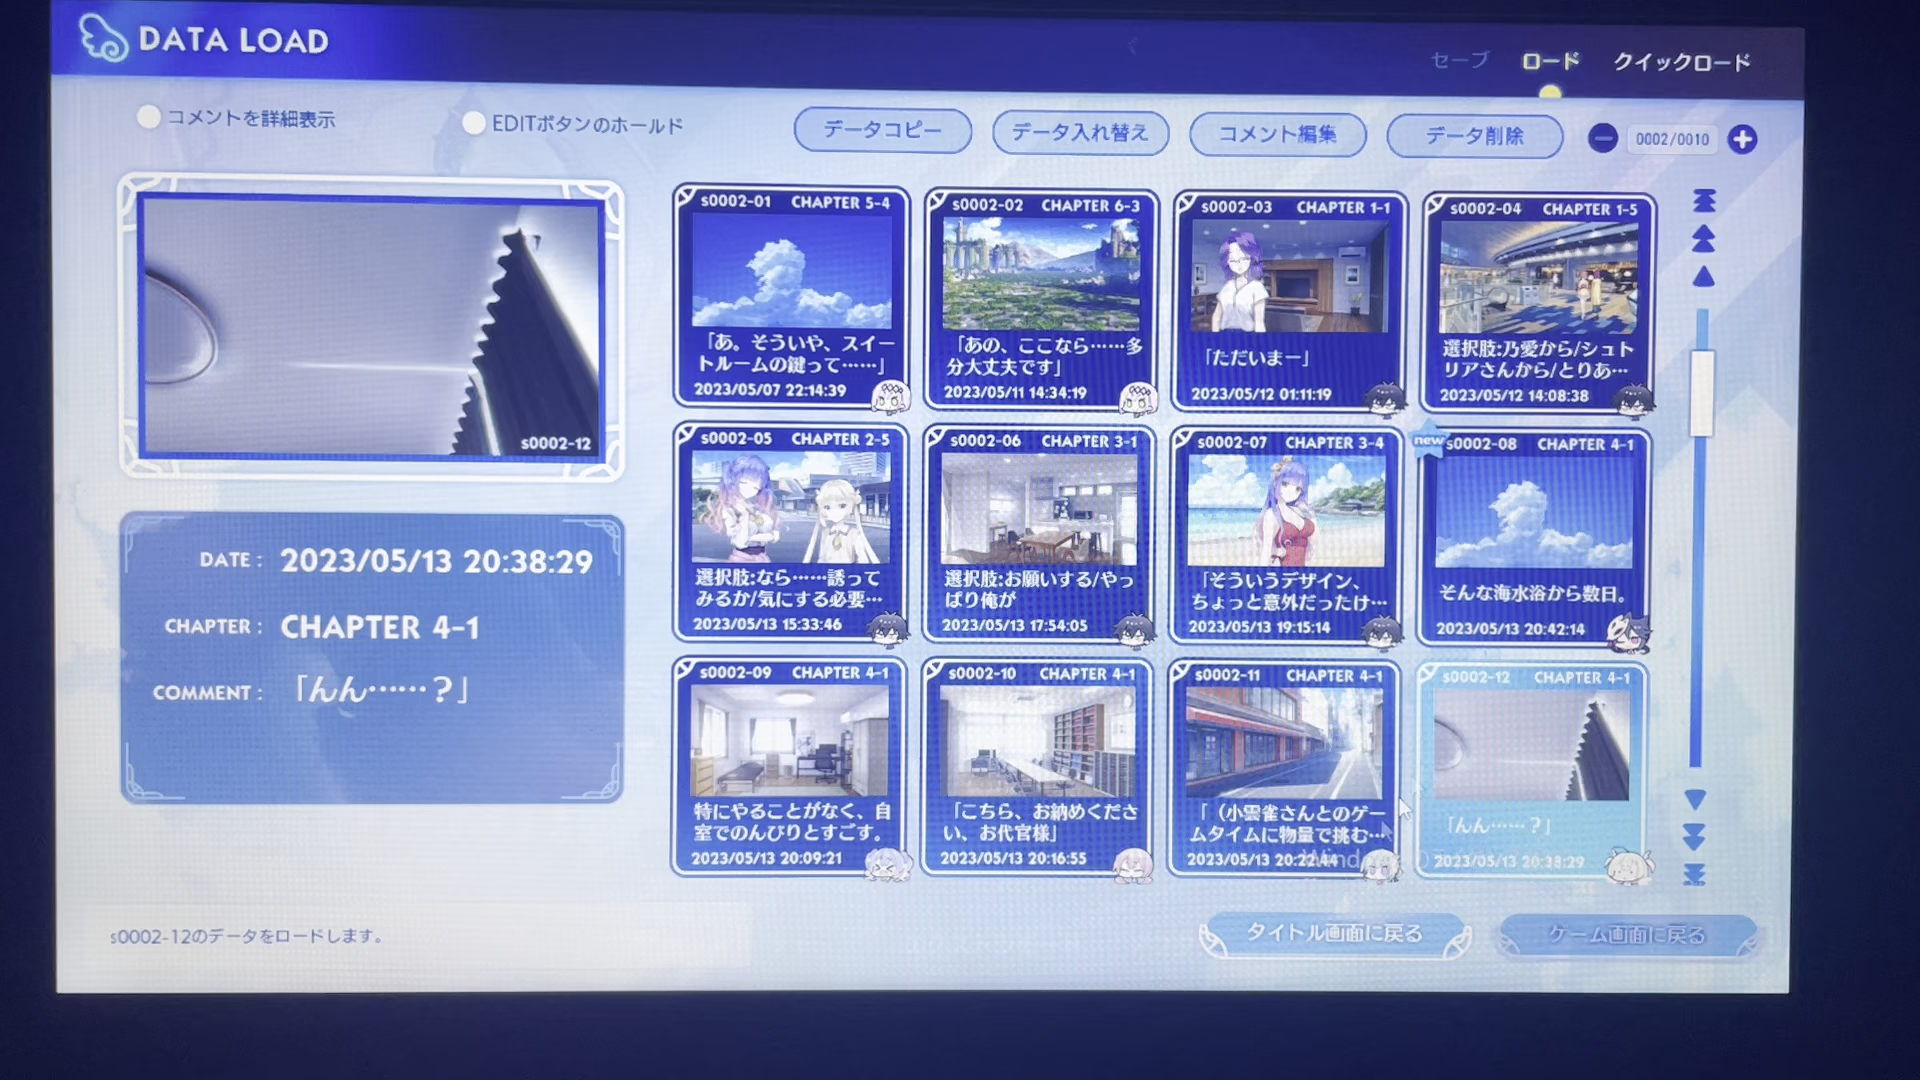 DATA LOAD
セーブ
ロード
クイックロード
コメントを詳細表示
EDITボタンのホールド
データコピー
データ入れ替え
コメント編集
データ削除
0002/0010
s0002-12
DATE : 2023/05/13 20:38:29
CHAPTER : CHAPTER 4-1
COMMENT : 「んん……？」
s0002-01 CHAPTER 5-4
「あ。そういや、スイー
トルームの鍵って……」
2023/05/07 22:14:39
s0002-02 CHAPTER 6-3
「あの、ここなら……多
分大丈夫です」
2023/05/11 14:34:19
s0002-03 CHAPTER 1-1
「ただいまー」
2023/05/12 01:11:19
s0002-04 CHAPTER 1-5
選択肢:乃愛から/シュト
リアさんから/とりあ…
2023/05/12 14:08:38
s0002-05 CHAPTER 2-5
選択肢:なら……誘って
みるか/気にする必要…
2023/05/13 15:33:46
s0002-06 CHAPTER 3-1
選択肢:お願いする/やっ
ぱり俺が
2023/05/13 17:54:05
s0002-07 CHAPTER 3-4
「そういうデザイン、
ちょっと意外だったけ…
2023/05/13 19:15:14
new
s0002-08 CHAPTER 4-1
そんな海水浴から数日。
2023/05/13 20:42:14
s0002-09 CHAPTER 4-1
特にやることがなく、自
室でのんびりとすごす。
2023/05/13 20:09:21
s0002-10 CHAPTER 4-1
「こちら、お納めくださ
い、お代官様」
2023/05/13 20:16:55
s0002-11 CHAPTER 4-1
「（小雲雀さんとのゲー
ムタイムに物量で挑む…
2023/05/13 20:22:44
s0002-12 CHAPTER 4-1
「んん……？」
2023/05/13 20:38:29
s0002-12のデータをロードします。
タイトル画面に戻る
ゲーム画面に戻る